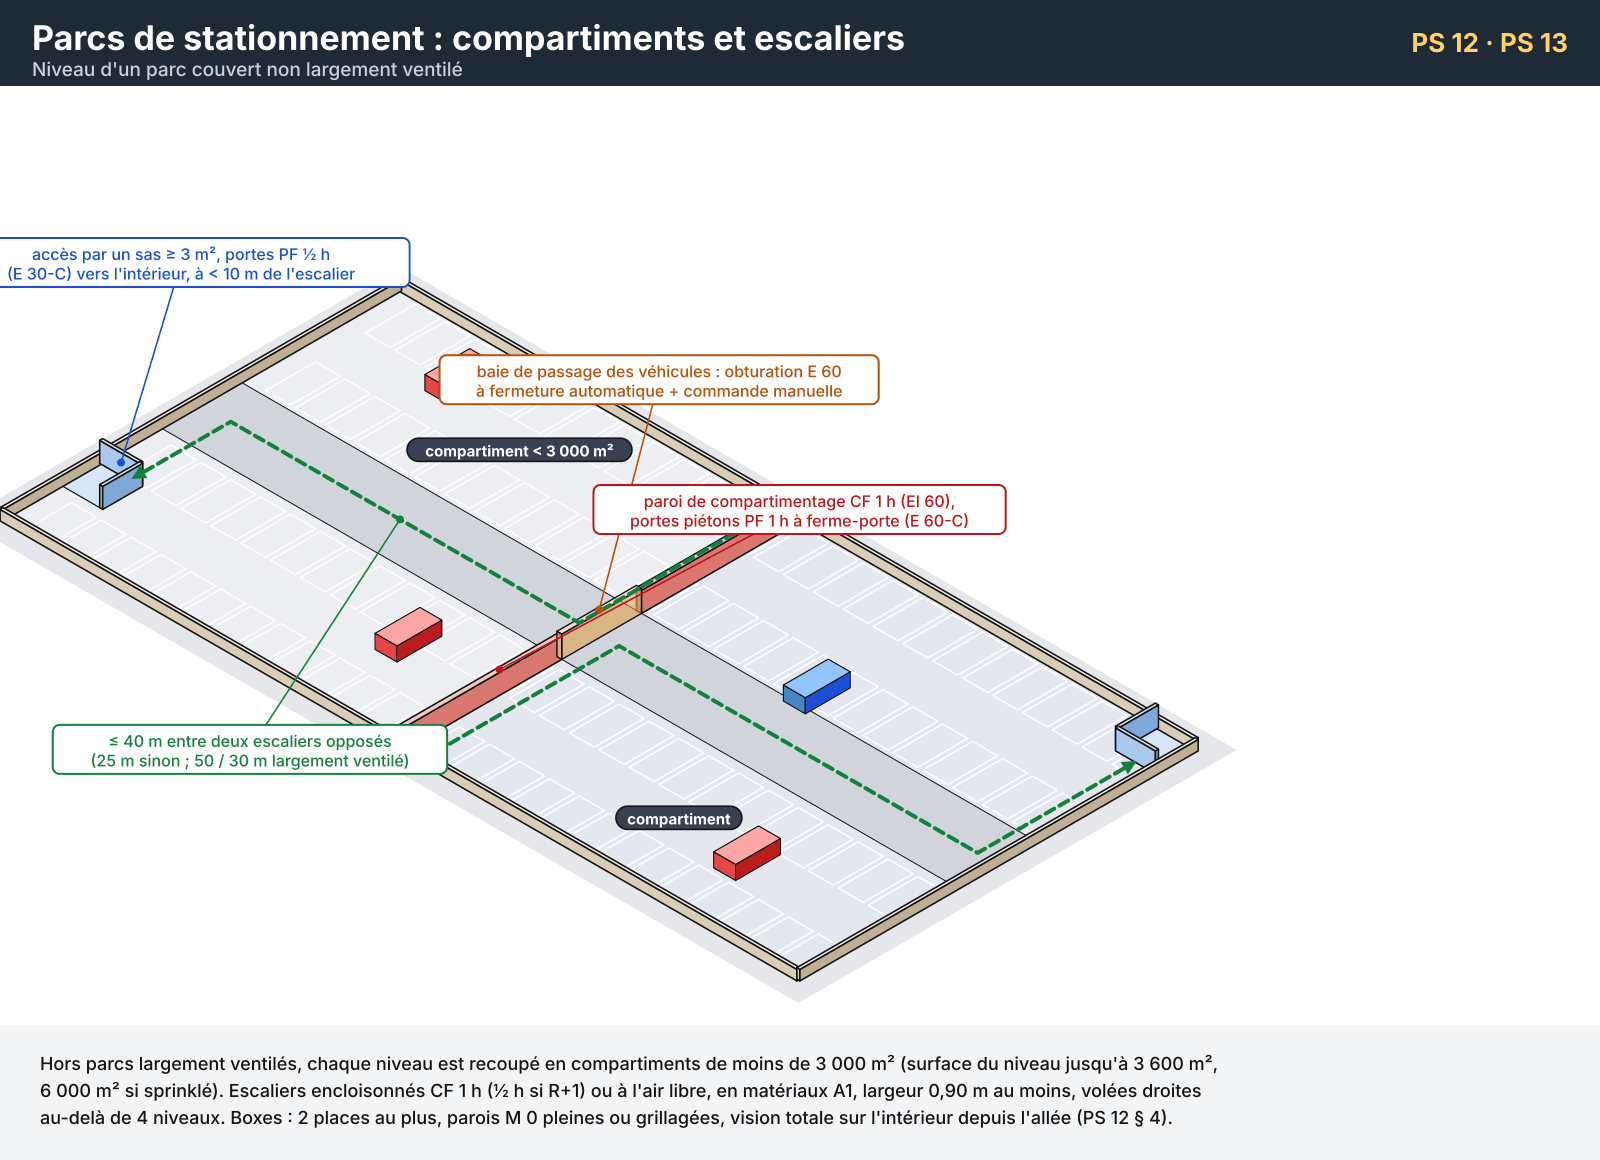 Parcs de stationnement : compartiments et escaliers
PS 12 · PS 13
Niveau d'un parc couvert non largement ventilé
accès par un sas ≥ 3 m², portes PF ½ h
(E 30-C) vers l'intérieur, à < 10 m de l'escalier
baie de passage des véhicules : obturation E 60
à fermeture automatique + commande manuelle
compartiment < 3 000 m²
paroi de compartimentage CF 1 h (EI 60),
portes piétons PF 1 h à ferme-porte (E 60-C)
≤ 40 m entre deux escaliers opposés
(25 m sinon ; 50 / 30 m largement ventilé)
compartiment
Hors parcs largement ventilés, chaque niveau est recoupé en compartiments de moins de 3 000 m² (surface du niveau jusqu'à 3 600 m²,
6 000 m² si sprinklé). Escaliers encloisonnés CF 1 h (½ h si R+1) ou à l'air libre, en matériaux A1, largeur 0,90 m au moins, volées droites
au-delà de 4 niveaux. Boxes : 2 places au plus, parois M 0 pleines ou grillagées, vision totale sur l'intérieur depuis l'allée (PS 12 § 4).